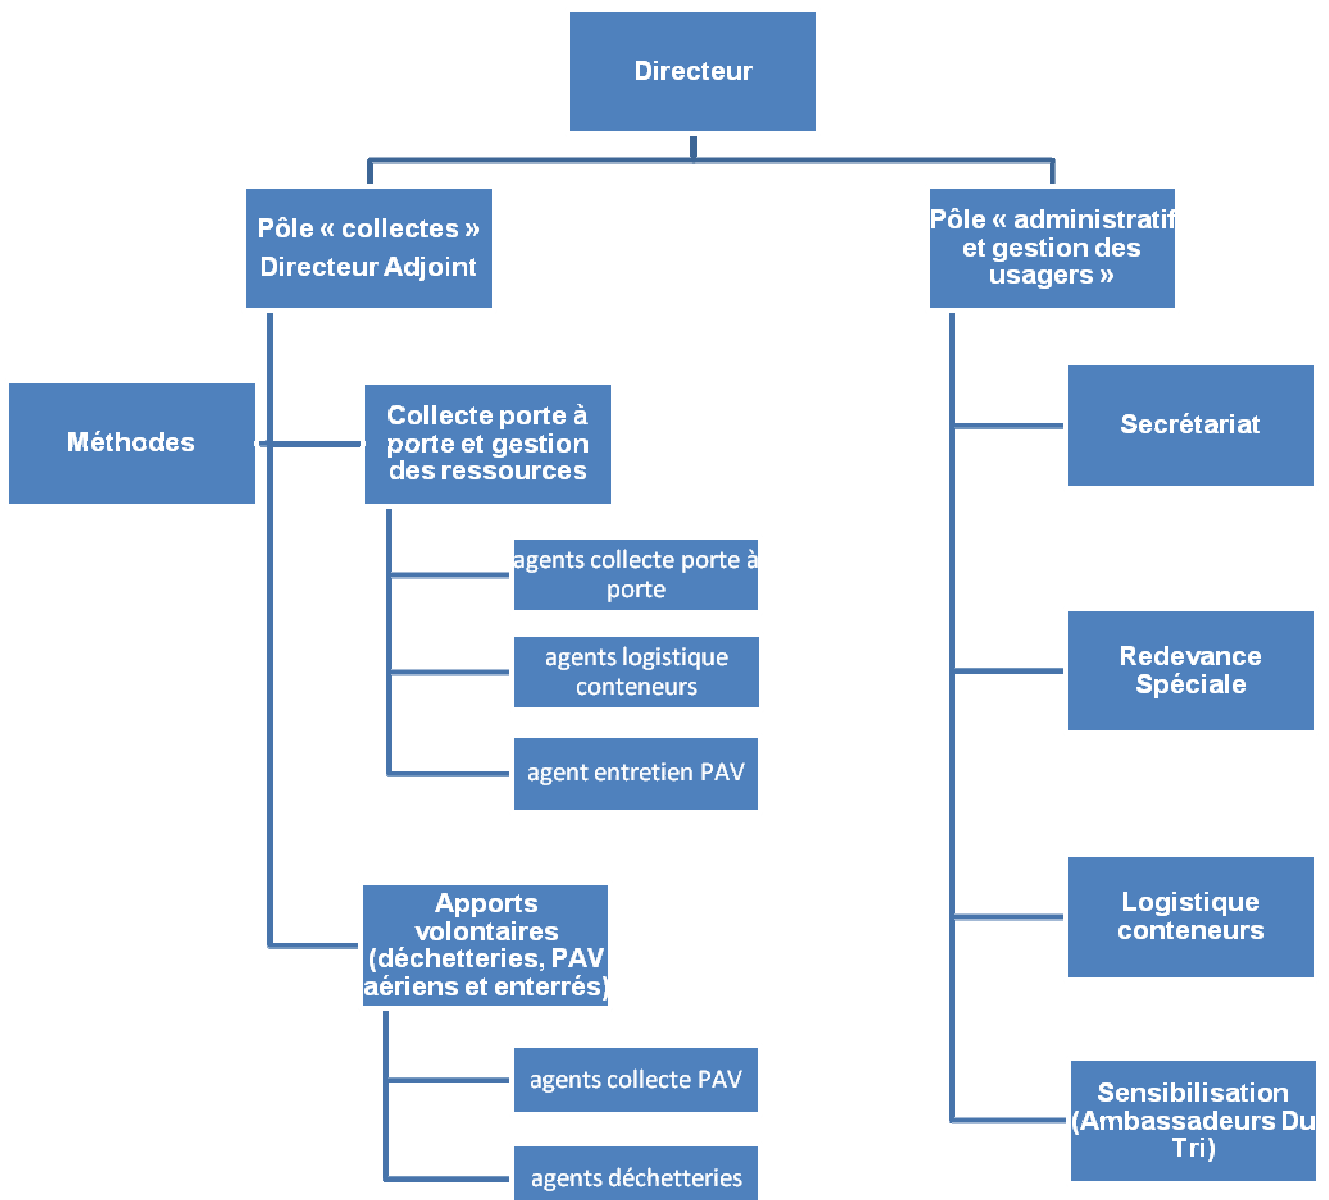 Directeur
Pôle « collectes »
Directeur Adjoint
Pôle « administratif
et gestion des
usagers »
Méthodes
Collecte porte à
porte et gestion
des ressources
agents collecte porte à
porte
agents logistique
conteneurs
agent entretien PAV
Apports
volontaires
(déchetteries, PAV
aériens et enterrés)
agents collecte PAV
agents déchetteries
Secrétariat
Redevance
Spéciale
Logistique
conteneurs
Sensibilisation
(Ambassadeurs Du
Tri)